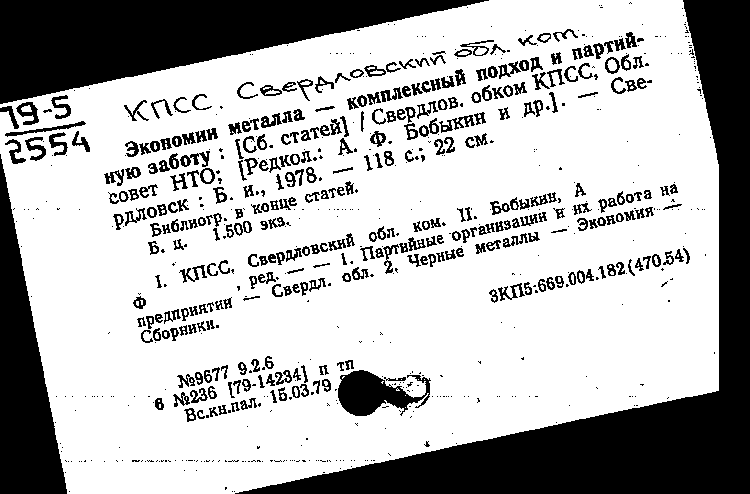 КПСС. Свердловский обл. ком.
79-5
2554
Экономии металла — комплексный подход и партий-
ную заботу : [Сб. статей] / Свердлов. обком КПСС, Обл.
совет НТО; [Редкол.: А. Ф. Бобыкин и др.]. — Све-
рдловск : Б. и., 1978. — 118 с.; 22 см.
Библиогр. в конце статей.
Б. ц. 1.500 экз.
I. КПСС. Свердловский обл. ком. II. Бобыкин, А
Ф , ред. — — 1. Партийные организации и их работа на
предприятии — Свердл. обл. 2. Черные металлы — Экономия —
Сборники.
ЗКП5:669.004.182(470.54)
№9677 9.2.6
6 №236 [79-14234] п тп
Вс.кн.пал. 15.03.79